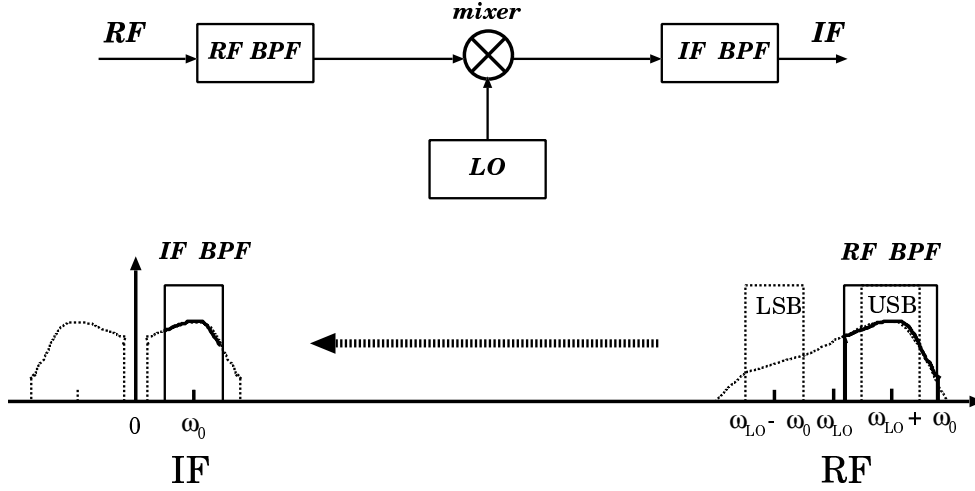 mixer
RF
RF BPF
IF BPF
IF
LO
IF BPF
RF BPF
LSB
USB
0
ω0
ωLO - ω0
ωLO
ωLO + ω0
IF
RF